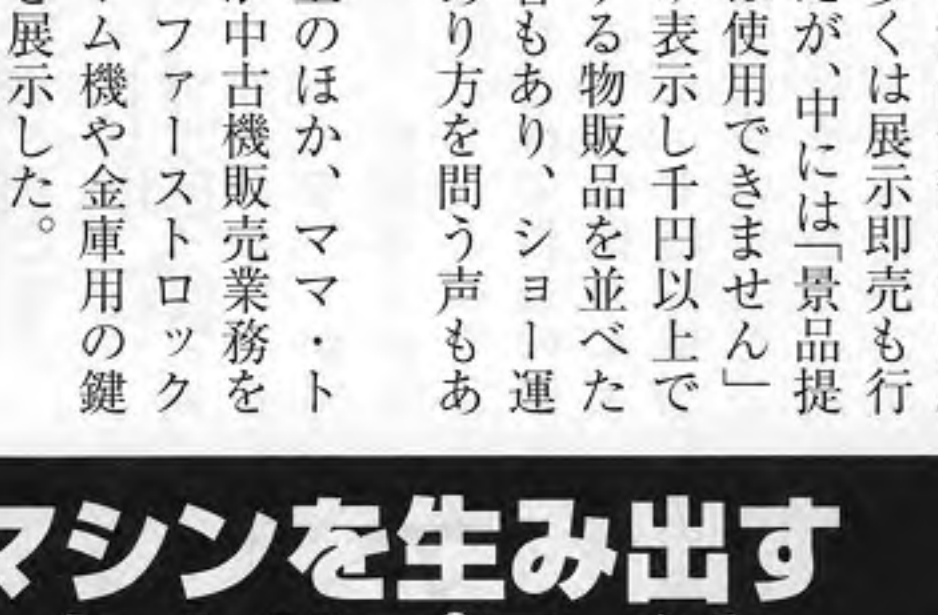 くは展示即売も行
が、中には「景品提
使用できません」
表示し千円以上で
る物販品を並べた
もあり、ショー運
り方を問う声もあ
のほか、ママ・ト
中古機販売業務を
ファーストロック
ム機や金庫用の鍵
展示した。
マシンを生み出す